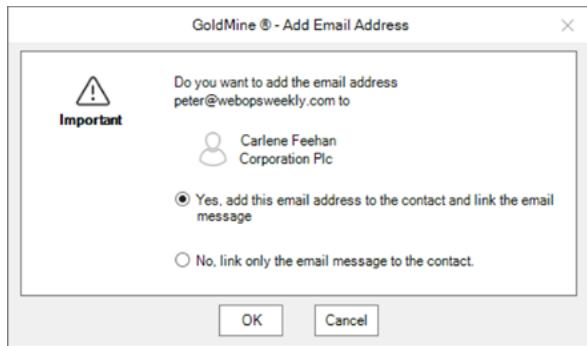 GoldMine ® - Add Email Address
Important
Do you want to add the email address
peter@webopsweekly.com to
Carlene Feehan
Corporation Plc
Yes, add this email address to the contact and link the email
message
No, link only the email message to the contact.
OK
Cancel